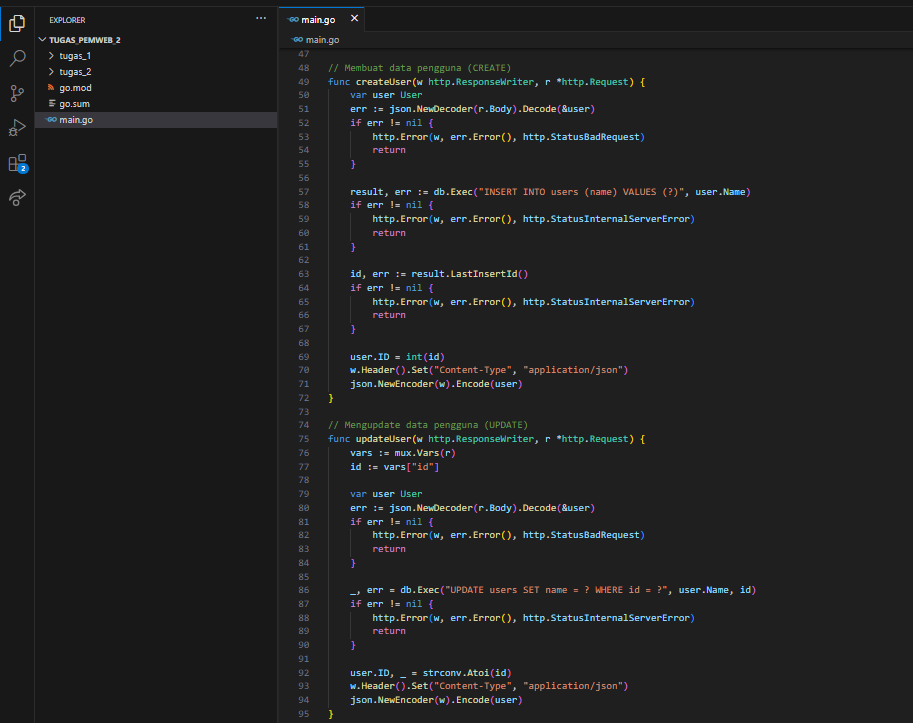 EXPLORER
...
TUGAS_PEMWEB_2
tugas_1
tugas_2
go.mod
go.sum
main.go
2
main.go
main.go
47
48 // Membuat data pengguna (CREATE)
49 func createUser(w http.ResponseWriter, r *http.Request) {
50 var user User
51 err := json.NewDecoder(r.Body).Decode(&user)
52 if err != nil {
53 http.Error(w, err.Error(), http.StatusBadRequest)
54 return
55 }
56
57 result, err := db.Exec("INSERT INTO users (name) VALUES (?)", user.Name)
58 if err != nil {
59 http.Error(w, err.Error(), http.StatusInternalServerError)
60 return
61 }
62
63 id, err := result.LastInsertId()
64 if err != nil {
65 http.Error(w, err.Error(), http.StatusInternalServerError)
66 return
67 }
68
69 user.ID = int(id)
70 w.Header().Set("Content-Type", "application/json")
71 json.NewEncoder(w).Encode(user)
72 }
73
74 // Mengupdate data pengguna (UPDATE)
75 func updateUser(w http.ResponseWriter, r *http.Request) {
76 vars := mux.Vars(r)
77 id := vars["id"]
78
79 var user User
80 err := json.NewDecoder(r.Body).Decode(&user)
81 if err != nil {
82 http.Error(w, err.Error(), http.StatusBadRequest)
83 return
84 }
85
86 _, err = db.Exec("UPDATE users SET name = ? WHERE id = ?", user.Name, id)
87 if err != nil {
88 http.Error(w, err.Error(), http.StatusInternalServerError)
89 return
90 }
91
92 user.ID, _ = strconv.Atoi(id)
93 w.Header().Set("Content-Type", "application/json")
94 json.NewEncoder(w).Encode(user)
95 }